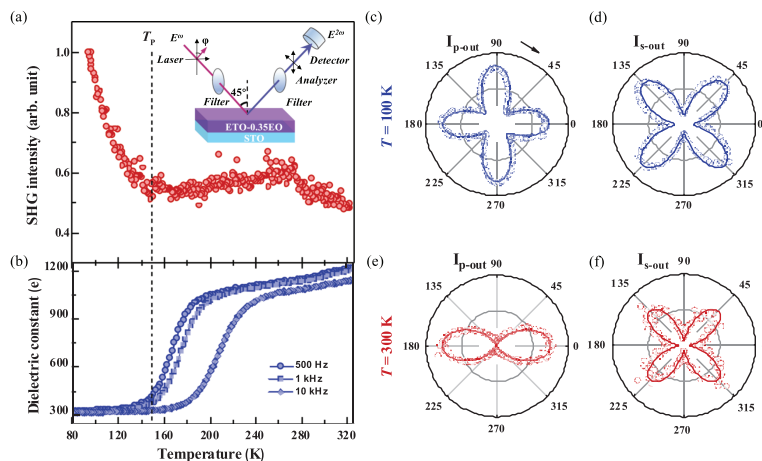 (a)
T_P
E^ω
φ
E^2ω
Laser
Detector
Analyzer
45°
Filter
Filter
ETO-0.35EO
STO
SHG intensity (arb. unit)
1.0
0.8
0.6
0.4
(b)
Dielectric constant (e)
1200
900
600
300
500 Hz
1 kHz
10 kHz
80 120 160 200 240 280 320
Temperature (K)
(c)
I_p-out
90
135 45
180 0
225 315
270
T = 100 K
(d)
I_s-out
90
135 45
180 0
225 315
270
(e)
I_p-out
90
135 45
180 0
225 315
270
T = 300 K
(f)
I_s-out
90
135 45
180 0
225 315
270